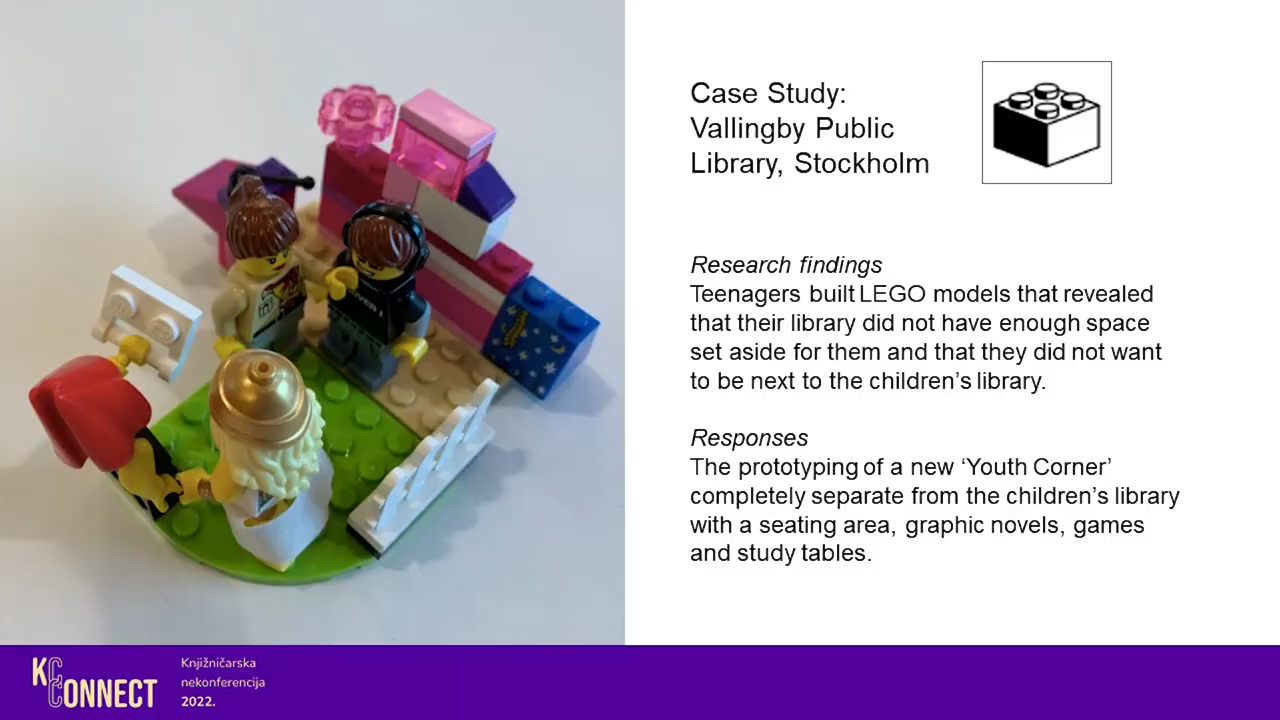 Case Study:
Vallingby Public
Library, Stockholm
Research findings
Teenagers built LEGO models that revealed
that their library did not have enough space
set aside for them and that they did not want
to be next to the children’s library.
Responses
The prototyping of a new ‘Youth Corner’
completely separate from the children’s library
with a seating area, graphic novels, games
and study tables.
KCCONNECT
Knjižničarska
nekonferencija
2022.